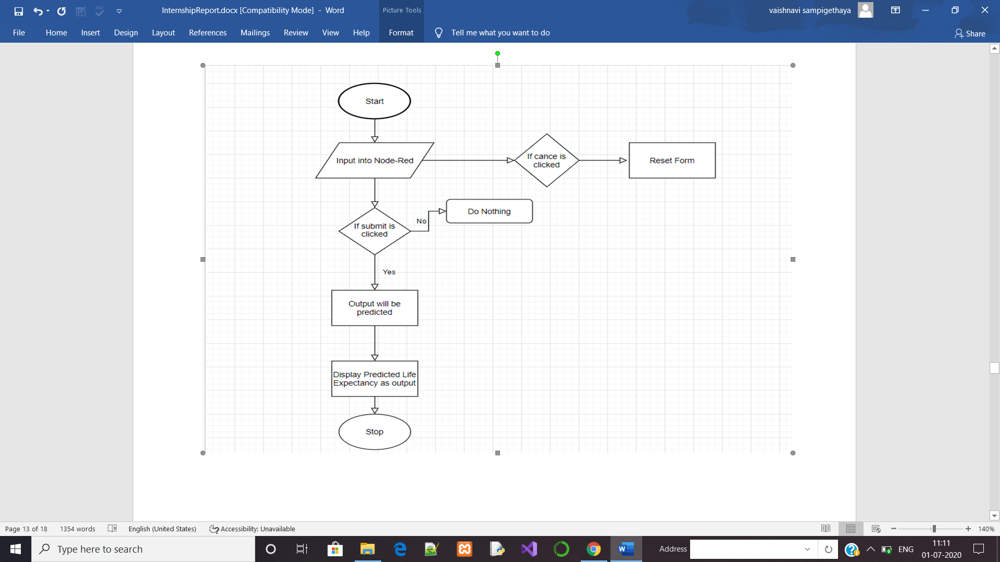 InternshipReport.docx [Compatibility Mode] - Word
Picture Tools
vaishnavi sampigethaya
ABC
File Home Insert Design Layout References Mailings Review View Help Format Tell me what you want to do
Share
Start
Input into Node-Red
If cance is
clicked
Reset Form
Do Nothing
No
If submit is
clicked
Yes
Output will be
predicted
Display Predicted Life
Expectancy as output
Stop
Page 13 of 18 1354 words English (United States) Accessibility: Unavailable
140%
Type here to search
Address
ENG
11:11
01-07-2020